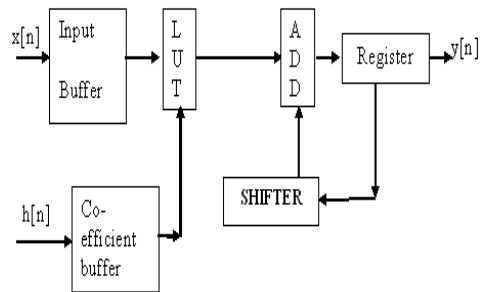 x[n]
Input
Buffer
L
U
T
A
D
D
Register
y[n]
SHIFTER
h[n]
Co-
efficient
buffer